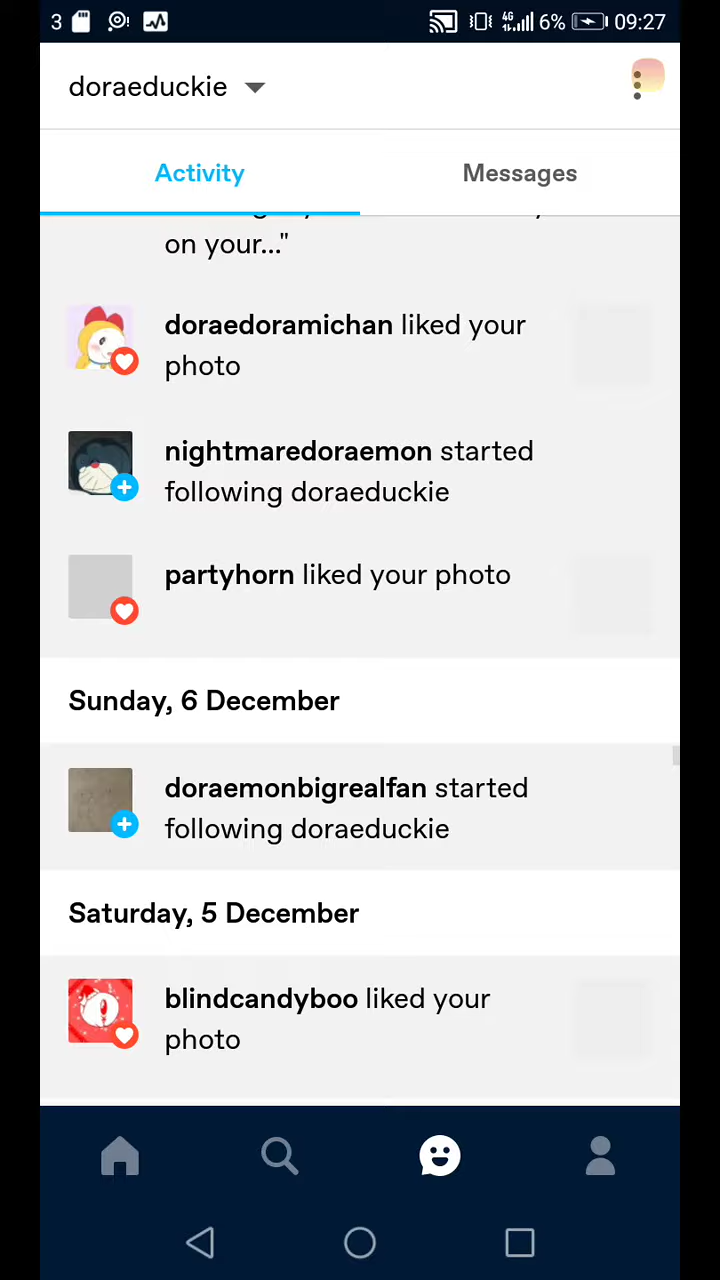 3
4G
6%
09:27
doraeduckie
Activity
Messages
on your..."
doraedoramichan liked your
photo
nightmaredoraemon started
following doraeduckie
partyhorn liked your photo
Sunday, 6 December
doraemonbigrealfan started
following doraeduckie
Saturday, 5 December
blindcandyboo liked your
photo